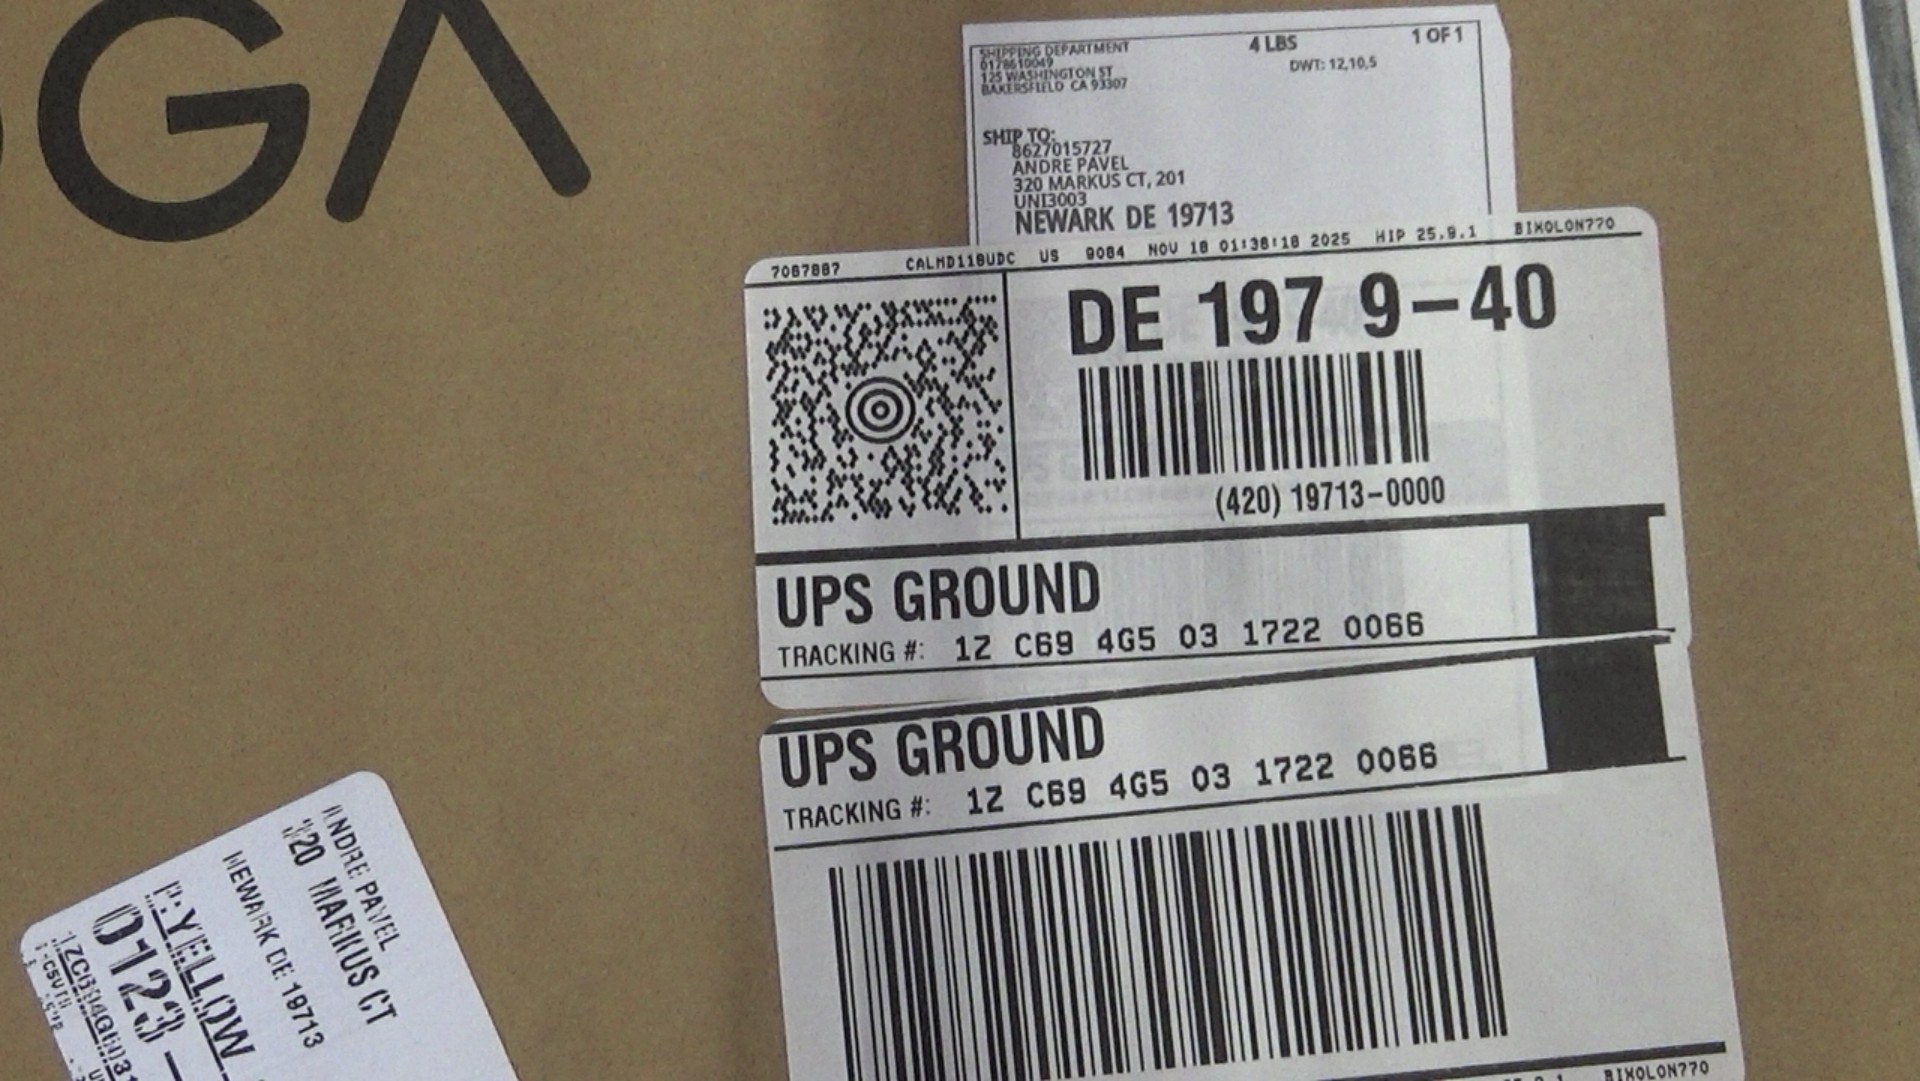 GA
SHIPPING DEPARTMENT
0178610049
125 WASHINGTON ST
BAKERSFIELD CA 93307
4 LBS
1 OF 1
DWT: 12,10,5
SHIP TO:
8627015727
ANDRE PAVEL
320 MARKUS CT, 201
UNI3003
NEWARK DE 19713
7067887 CALMD118UDC US 9084 NOV 18 01:36:18 2025 HIP 25.9.1 BIXOLON770
DE 197 9-40
(420) 19713-0000
UPS GROUND
TRACKING #: 1Z C69 4G5 03 1722 0066
UPS GROUND
TRACKING #: 1Z C69 4G5 03 1722 0066
BIXOLON770
ANDRE PAVEL
320 MARKUS CT
NEWARK DE 19713
YELLOW
0123